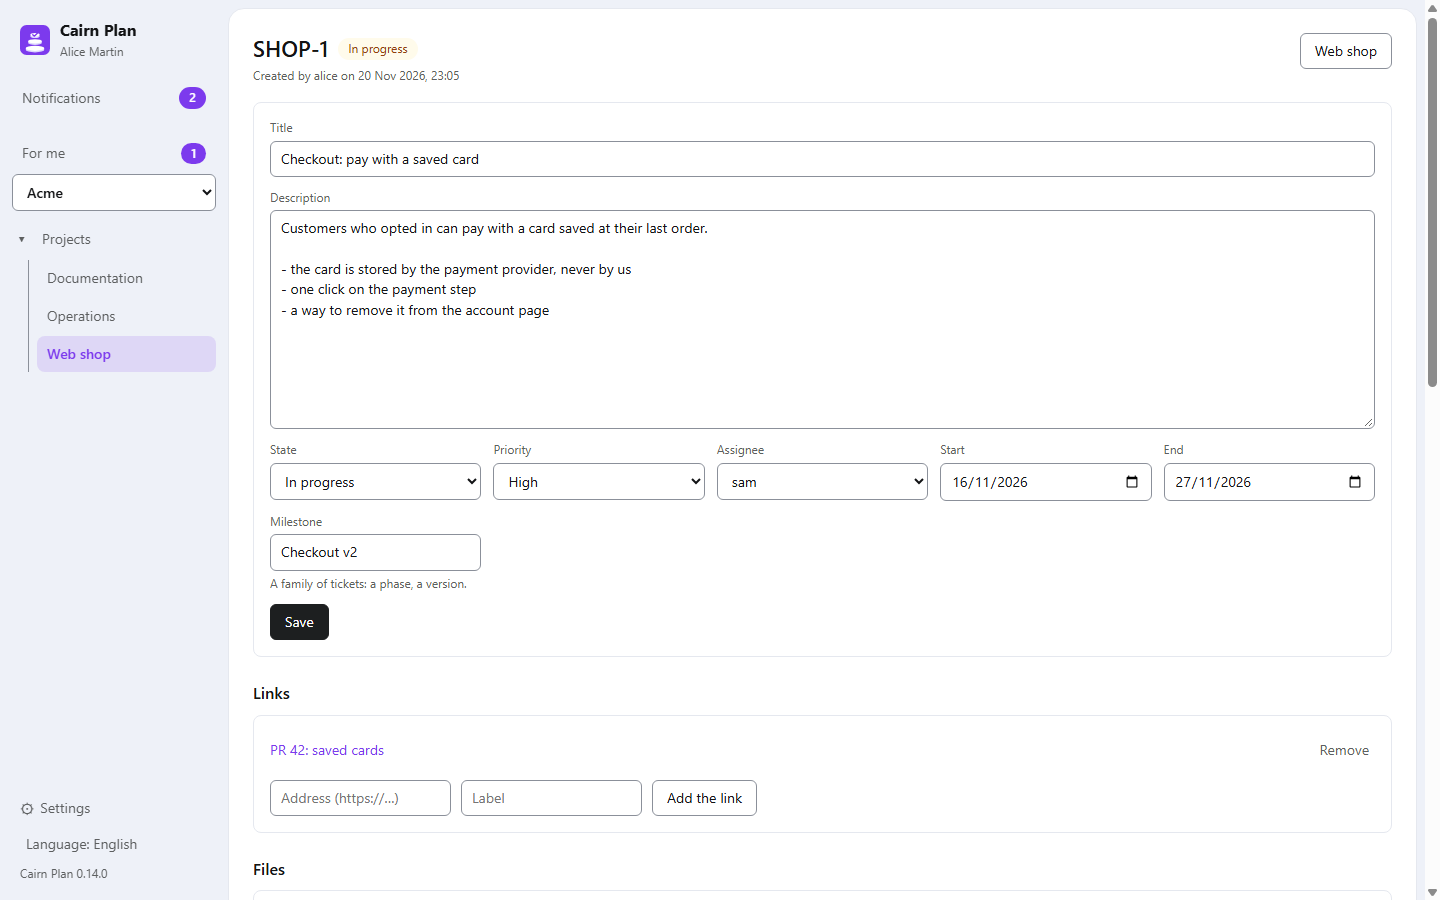 Cairn Plan
Alice Martin
Notifications
2
For me
1
Acme
Projects
Documentation
Operations
Web shop
Settings
Language: English
Cairn Plan 0.14.0
SHOP-1
In progress
Created by alice on 20 Nov 2026, 23:05
Web shop
Title
Checkout: pay with a saved card
Description
Customers who opted in can pay with a card saved at their last order.
- the card is stored by the payment provider, never by us
- one click on the payment step
- a way to remove it from the account page
State
Priority
Assignee
Start
End
In progress
High
sam
16/11/2026
27/11/2026
Milestone
Checkout v2
A family of tickets: a phase, a version.
Save
Links
PR 42: saved cards
Remove
Address (https://...)
Label
Add the link
Files